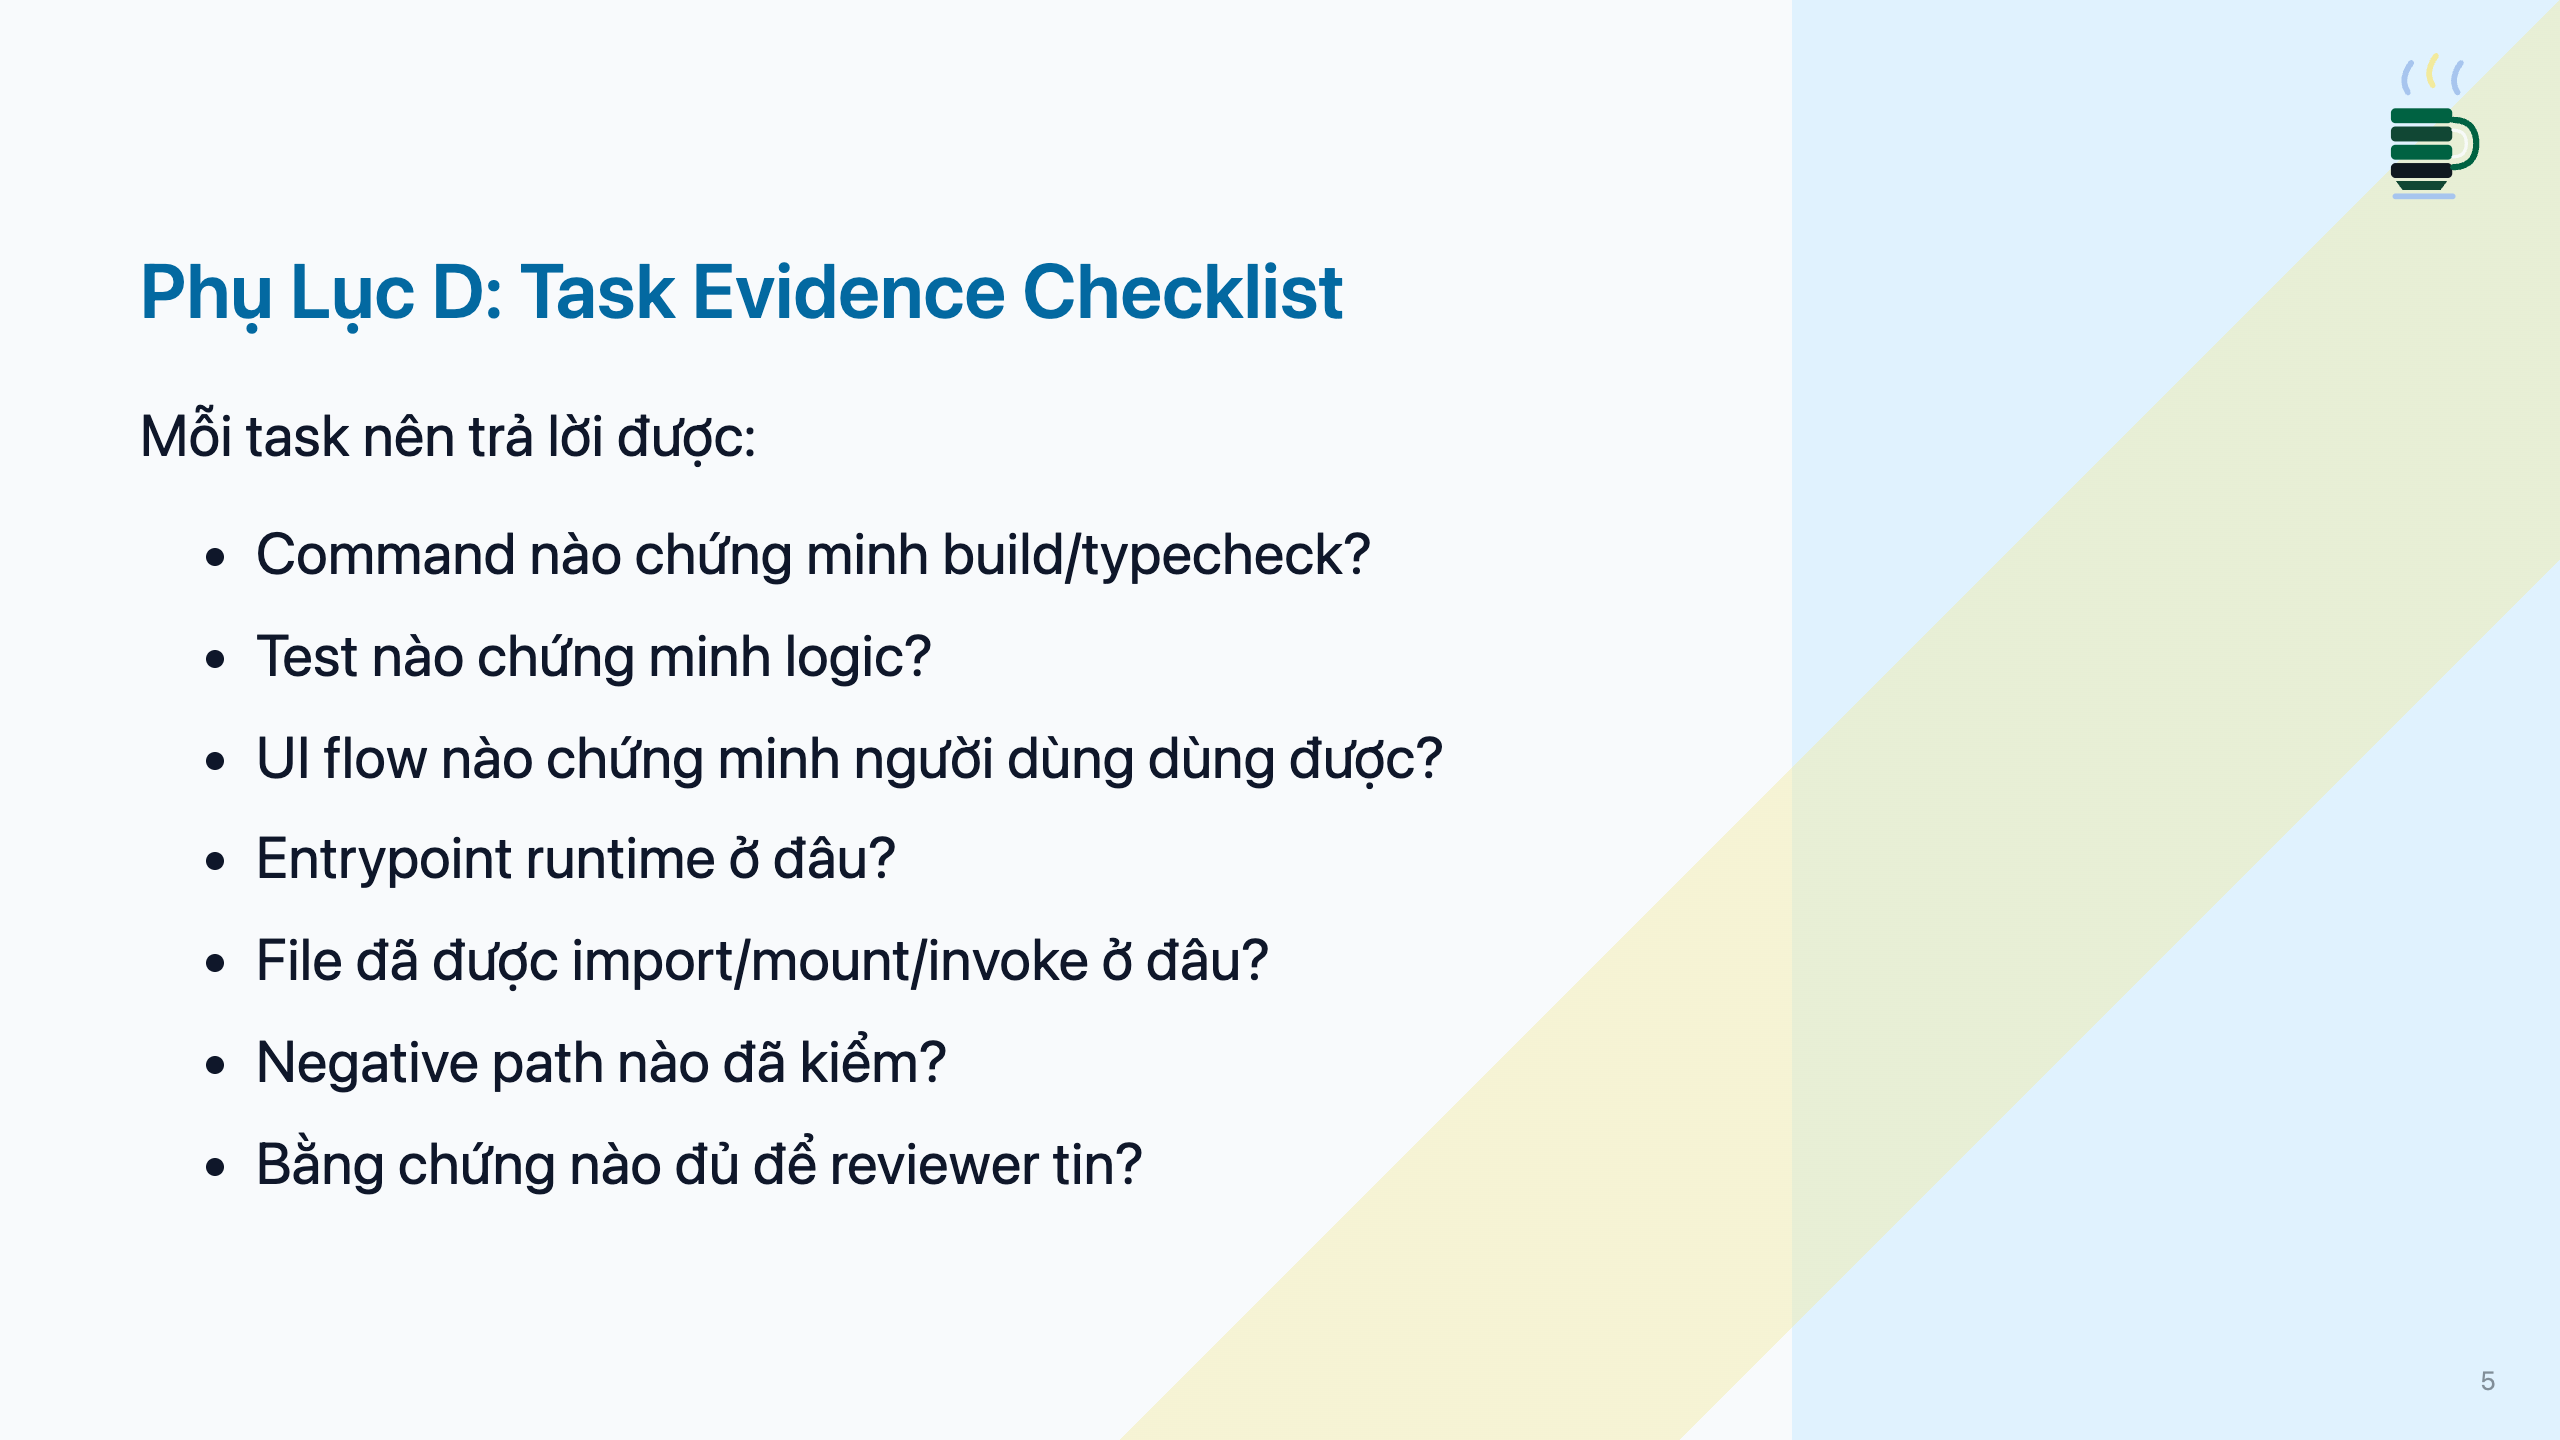 Phụ Lục D: Task Evidence Checklist
Mỗi task nên trả lời được:
• Command nào chứng minh build/typecheck?
• Test nào chứng minh logic?
• UI flow nào chứng minh người dùng dùng được?
• Entrypoint runtime ở đâu?
• File đã được import/mount/invoke ở đâu?
• Negative path nào đã kiểm?
• Bằng chứng nào đủ để reviewer tin?
5